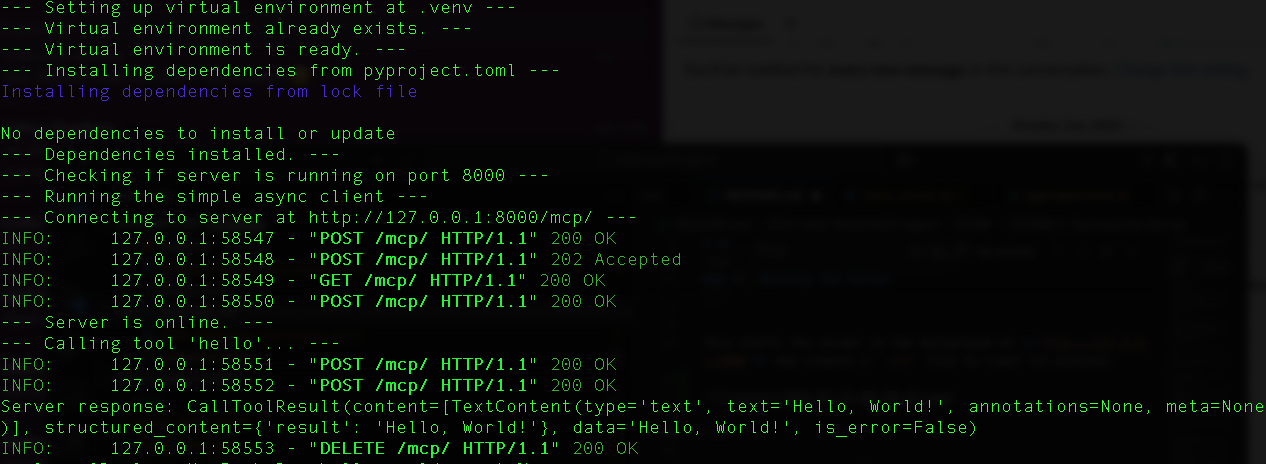 --- Setting up virtual environment at .venv ---
--- Virtual environment already exists. ---
--- Virtual environment is ready. ---
--- Installing dependencies from pyproject.toml ---
Installing dependencies from lock file
No dependencies to install or update
--- Dependencies installed. ---
--- Checking if server is running on port 8000 ---
--- Running the simple async client ---
--- Connecting to server at http://127.0.0.1:8000/mcp/ ---
INFO:     127.0.0.1:58547 - "POST /mcp/ HTTP/1.1" 200 OK
INFO:     127.0.0.1:58548 - "POST /mcp/ HTTP/1.1" 202 Accepted
INFO:     127.0.0.1:58549 - "GET /mcp/ HTTP/1.1" 200 OK
INFO:     127.0.0.1:58550 - "POST /mcp/ HTTP/1.1" 200 OK
--- Server is online. ---
--- Calling tool 'hello'... ---
INFO:     127.0.0.1:58551 - "POST /mcp/ HTTP/1.1" 200 OK
INFO:     127.0.0.1:58552 - "POST /mcp/ HTTP/1.1" 200 OK
Server response: CallToolResult(content=[TextContent(type='text', text='Hello, World!', annotations=None, meta=None
)], structured_content={'result': 'Hello, World!'}, data='Hello, World!', is_error=False)
INFO:     127.0.0.1:58553 - "DELETE /mcp/ HTTP/1.1" 200 OK